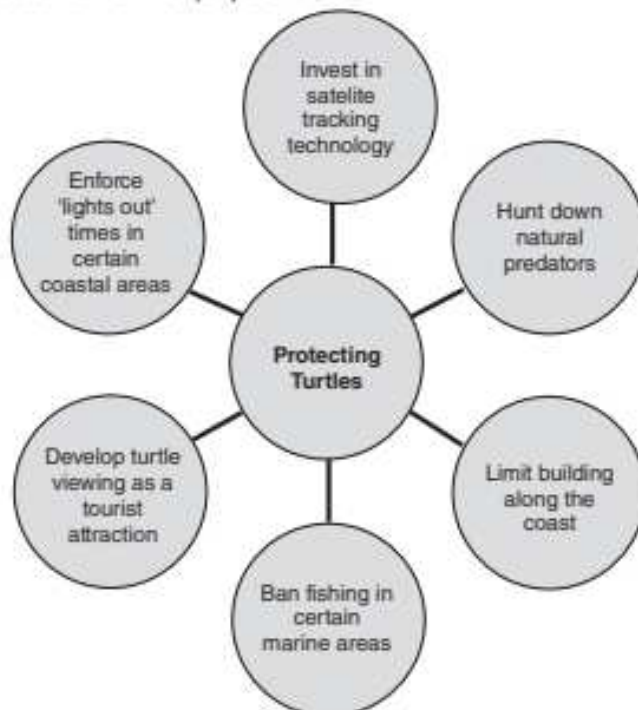 Invest in
satelite
tracking
technology
Enforce
'lights out'
times in
certain
coastal areas
Hunt down
natural
predators
Protecting
Turtles
Develop turtle
viewing as a
tourist
attraction
Limit building
along the
coast
Ban fishing in
certain
marine areas